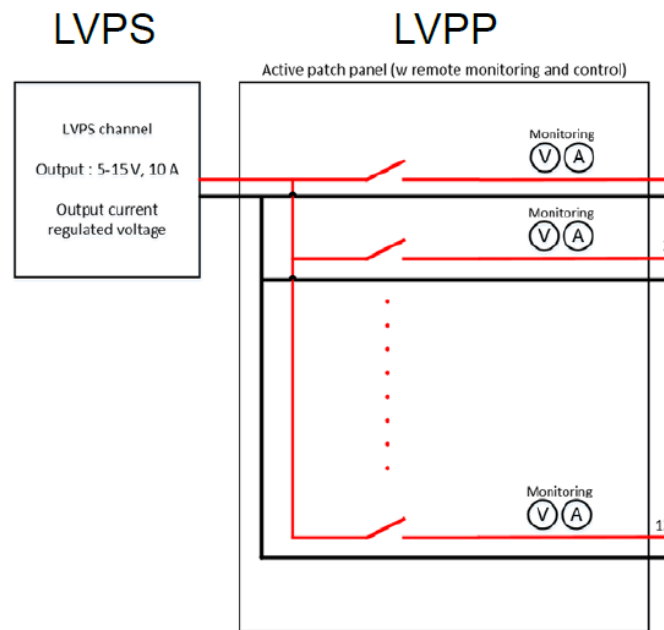 LVPS
LVPP
Active patch panel (w remote monitoring and control)
LVPS channel
Output : 5-15 V, 10 A
Output current
regulated voltage
Monitoring
V A
Monitoring
V A
Monitoring
V A